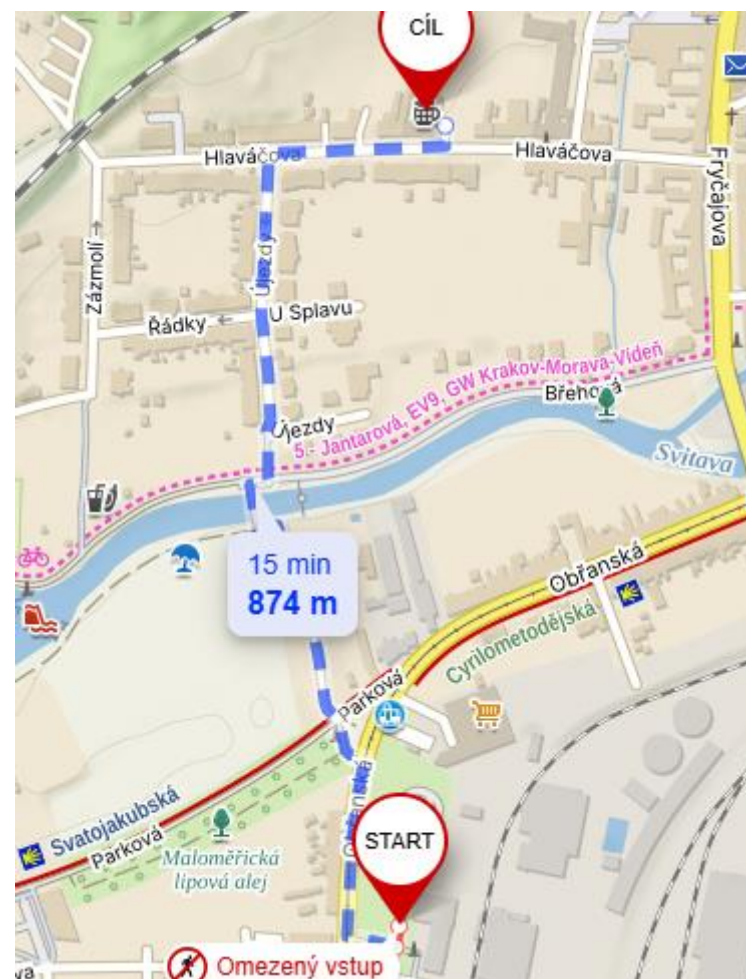 CÍL
Hlaváčova
Hlaváčova
Fryčajova
Zázmolí
Újezdy
U Splavu
Řádky
5.- Jantarová, EV9, GW Krakov-Morava-Vídeň
Břehová
Újezdy
Svitava
15 min
874 m
Obřanská
Cyrilometodějská
Parková
Svatojakubská
Parková
Maloměřická
lipová alej
START
Omezený vstup